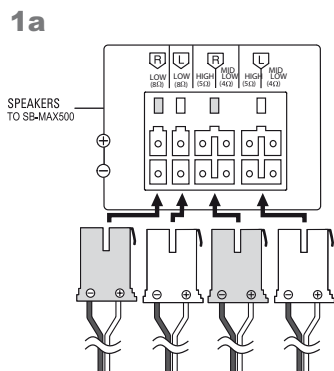 1a
R L R L
LOW LOW HIGH MID LOW HIGH MID LOW
(8Ω) (8Ω) (5Ω) (4Ω) (5Ω) (4Ω)
SPEAKERS
TO SB-MAX500
⊕
⊖
⊖ ⊕ ⊖ ⊕ ⊖ ⊕ ⊖ ⊕